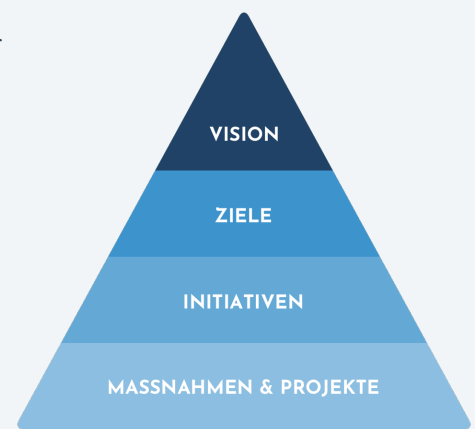 VISION
ZIELE
INITIATIVEN
MASSNAHMEN & PROJEKTE